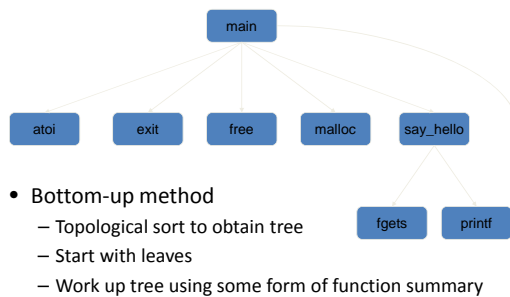 main
atoi
exit
free
malloc
say_hello
fgets
printf
• Bottom-up method
– Topological sort to obtain tree
– Start with leaves
– Work up tree using some form of function summary